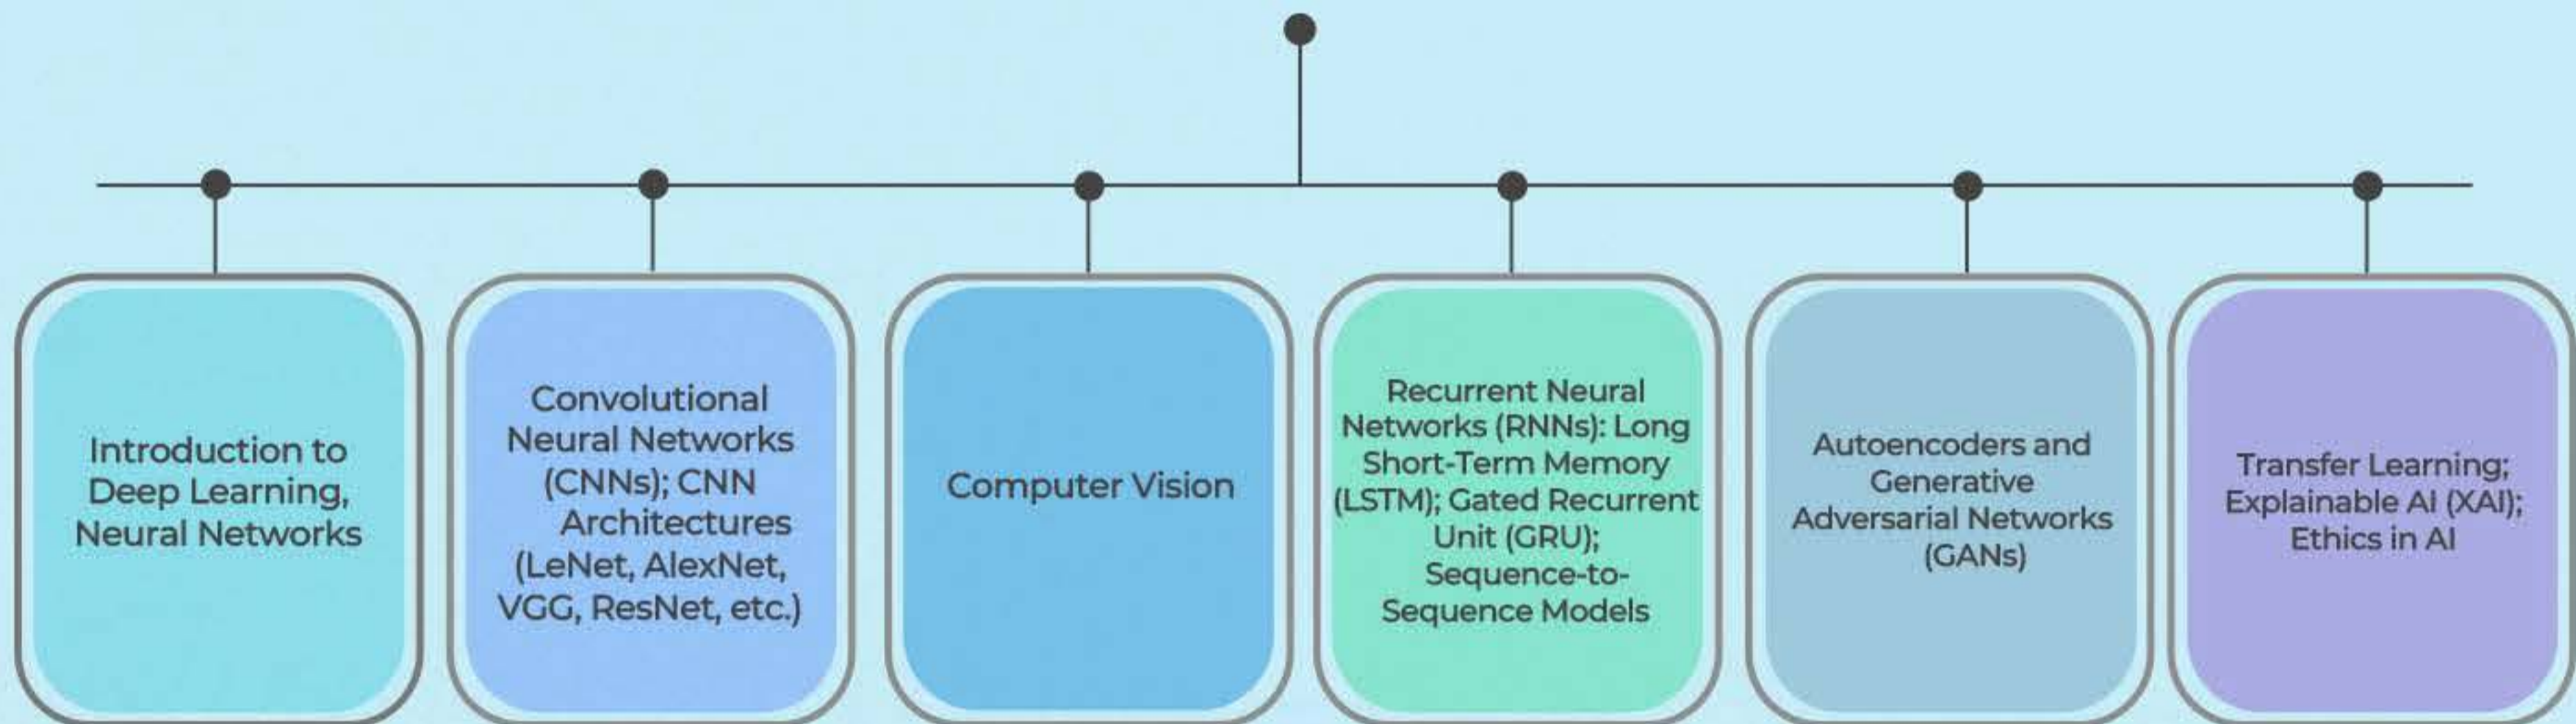 Introduction to
Deep Learning,
Neural Networks
Convolutional
Neural Networks
(CNNs); CNN
Architectures
(LeNet, AlexNet,
VGG, ResNet, etc.)
Computer Vision
Recurrent Neural
Networks (RNNs): Long
Short-Term Memory
(LSTM); Gated Recurrent
Unit (GRU);
Sequence-to-
Sequence Models
Autoencoders and
Generative
Adversarial Networks
(GANs)
Transfer Learning;
Explainable AI (XAI);
Ethics in AI